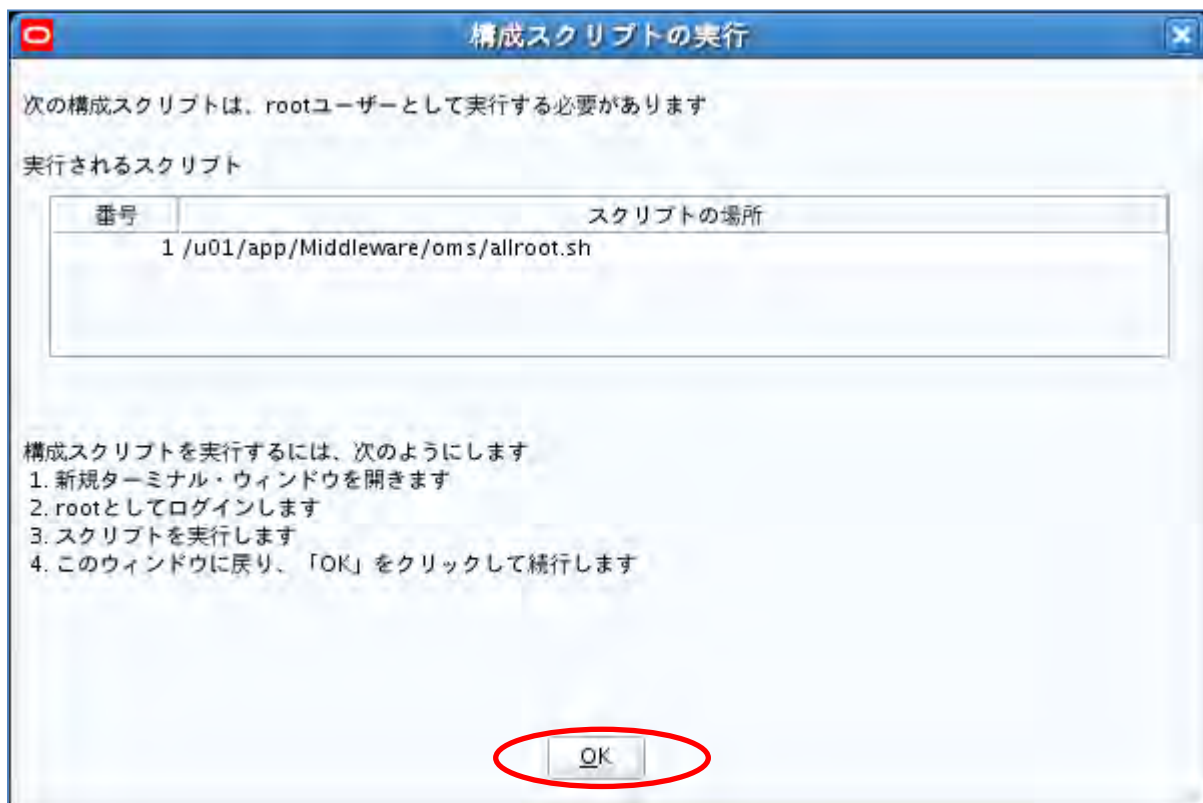 構成スクリプトの実行
次の構成スクリプトは、rootユーザーとして実行する必要があります
実行されるスクリプト
番号 スクリプトの場所
1 /u01/app/Middleware/oms/allroot.sh
構成スクリプトを実行するには、次のようにします
1. 新規ターミナル・ウィンドウを開きます
2. rootとしてログインします
3. スクリプトを実行します
4. このウィンドウに戻り、「OK」をクリックして続行します
OK